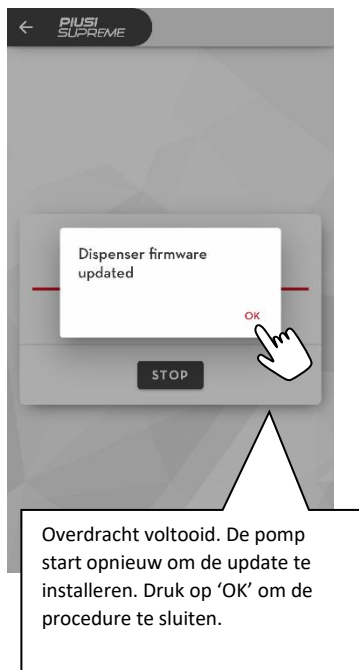 PIUSI
SUPREME
Dispenser firmware
updated
OK
STOP
Overdracht voltooid. De pomp
start opnieuw om de update te
installeren. Druk op ‘OK’ om de
procedure te sluiten.